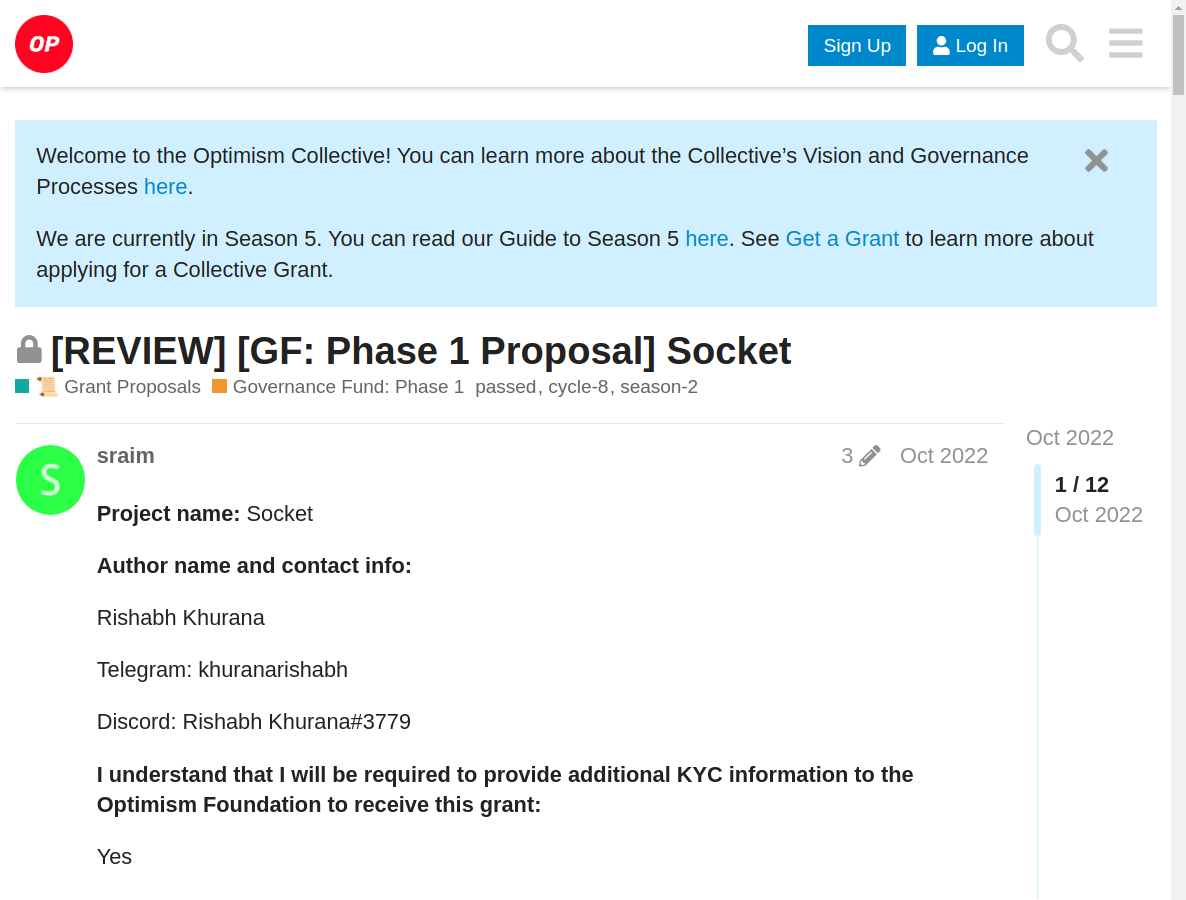 OP
Sign Up
Log In
Welcome to the Optimism Collective! You can learn more about the Collective’s Vision and Governance
Processes here.
We are currently in Season 5. You can read our Guide to Season 5 here. See Get a Grant to learn more about
applying for a Collective Grant.
[REVIEW] [GF: Phase 1 Proposal] Socket
Grant Proposals Governance Fund: Phase 1 passed, cycle-8, season-2
Oct 2022
S
sraim 3 Oct 2022
1 / 12
Oct 2022
Project name: Socket
Author name and contact info:
Rishabh Khurana
Telegram: khuranarishabh
Discord: Rishabh Khurana#3779
I understand that I will be required to provide additional KYC information to the
Optimism Foundation to receive this grant:
Yes